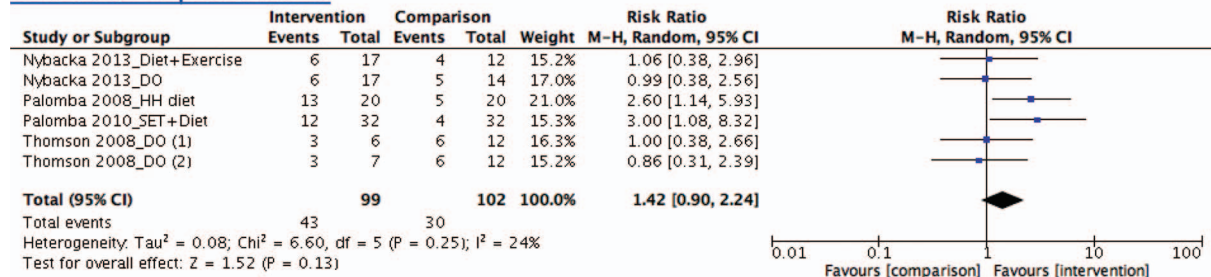 Intervention Comparison Risk Ratio Risk Ratio
Study or Subgroup Events Total Events Total Weight M-H, Random, 95% CI M-H, Random, 95% CI
Nybacka 2013_Diet+Exercise 6 17 4 12 15.2% 1.06 [0.38, 2.96]
Nybacka 2013_DO 6 17 5 14 1.00 0.99 [0.38, 2.56]
Palomba 2008_HH diet 13 20 5 20 21.0% 2.60 [1.14, 5.93]
Palomba 2010_SET+Diet 12 32 4 32 15.3% 3.00 [1.08, 8.32]
Thomson 2008_DO (1) 3 6 6 12 16.3% 1.00 [0.38, 2.66]
Thomson 2008_DO (2) 3 7 6 12 15.2% 0.86 [0.31, 2.39]
Total (95% CI) 99 102 100.0% 1.42 [0.90, 2.24]
Total events 43 30
Heterogeneity: Tau² = 0.08; Chi² = 6.60, df = 5 (P = 0.25); I² = 24%
Test for overall effect: Z = 1.52 (P = 0.13)
0.01 0.1 1 10 100
Favours [comparison] Favours [intervention]